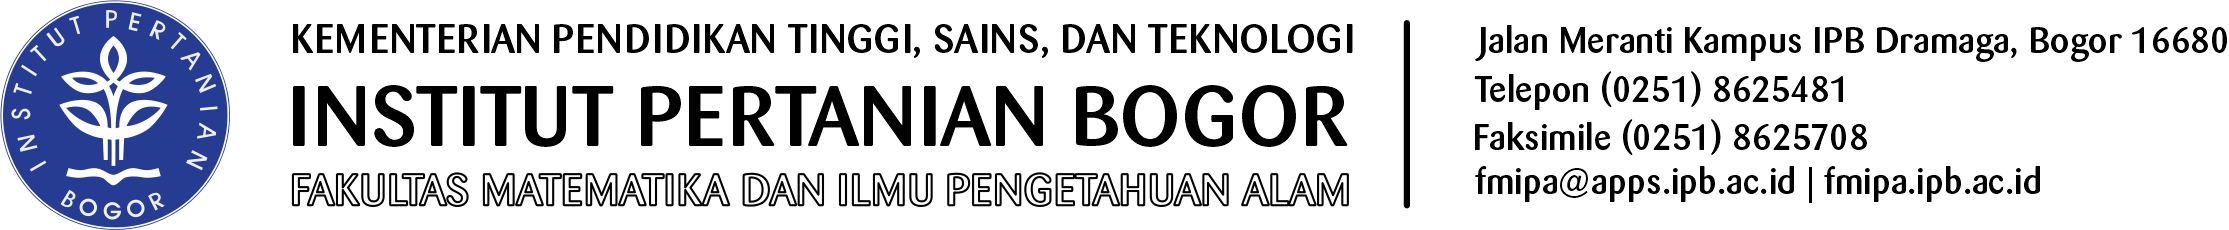 INSTITUT PERTANIAN
BOGOR
KEMENTERIAN PENDIDIKAN TINGGI, SAINS, DAN TEKNOLOGI
INSTITUT PERTANIAN BOGOR
FAKULTAS MATEMATIKA DAN ILMU PENGETAHUAN ALAM
Jalan Meranti Kampus IPB Dramaga, Bogor 16680
Telepon (0251) 8625481
Faksimile (0251) 8625708
fmipa@apps.ipb.ac.id | fmipa.ipb.ac.id